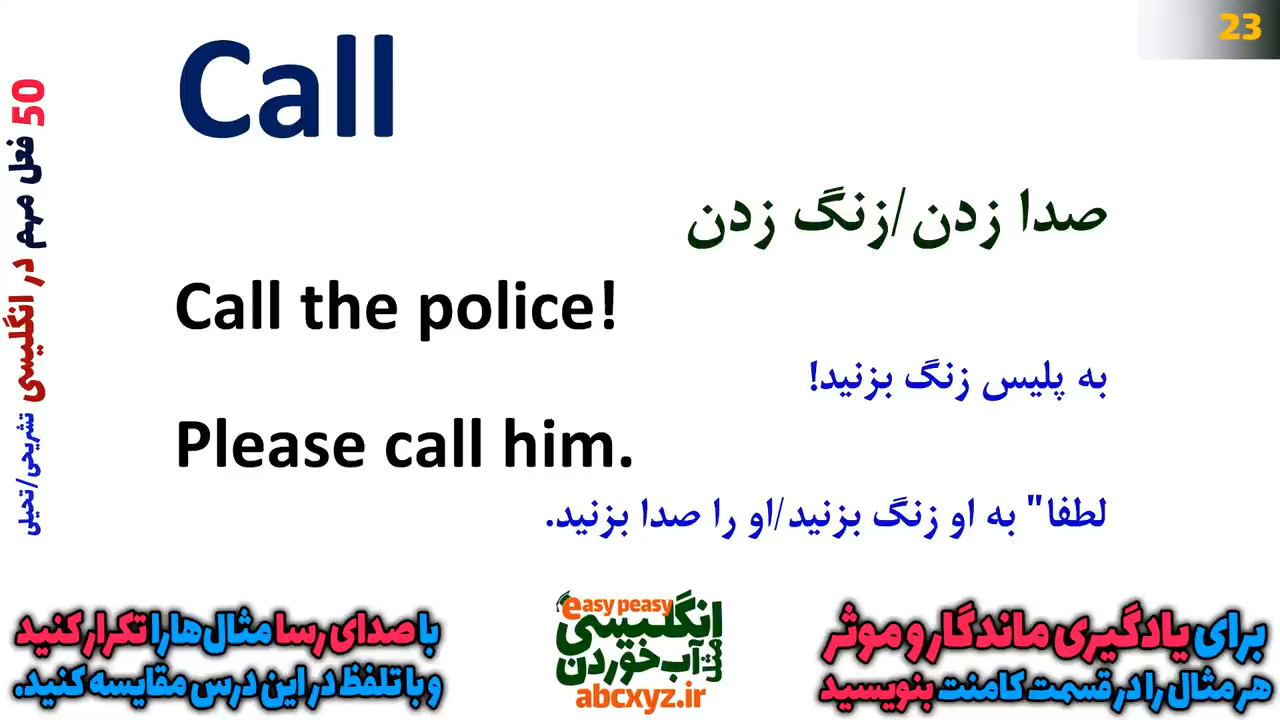 23
Call
صدا زدن/زنگ زدن
Call the police!
به پلیس زنگ بزنید!
Please call him.
لطفا" به او زنگ بزنید/او را صدا بزنید.
50 فعل مهم در انگلیسی تشریحی/تحیلی
برای یادگیری ماندگار و موثر
هر مثال را در قسمت کامنت بنویسید
easy peasy
انگلیسی
مثل
آب خوردن
abcxyz.ir
با صدای رسا مثال‌ها را تکرار کنید
و با تلفظ در این درس مقایسه کنید.